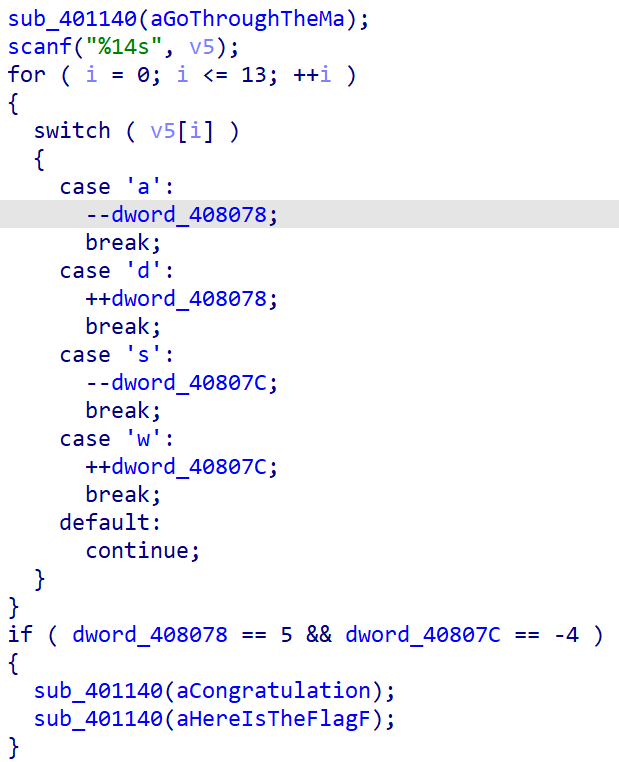 sub_401140(aGoThroughTheMa);
scanf("%14s", v5);
for ( i = 0; i <= 13; ++i )
{
  switch ( v5[i] )
  {
    case 'a':
      --dword_408078;
      break;
    case 'd':
      ++dword_408078;
      break;
    case 's':
      --dword_40807C;
      break;
    case 'w':
      ++dword_40807C;
      break;
    default:
      continue;
  }
}
if ( dword_408078 == 5 && dword_40807C == -4 )
{
  sub_401140(aCongratulation);
  sub_401140(aHereIsTheFlagF);
}